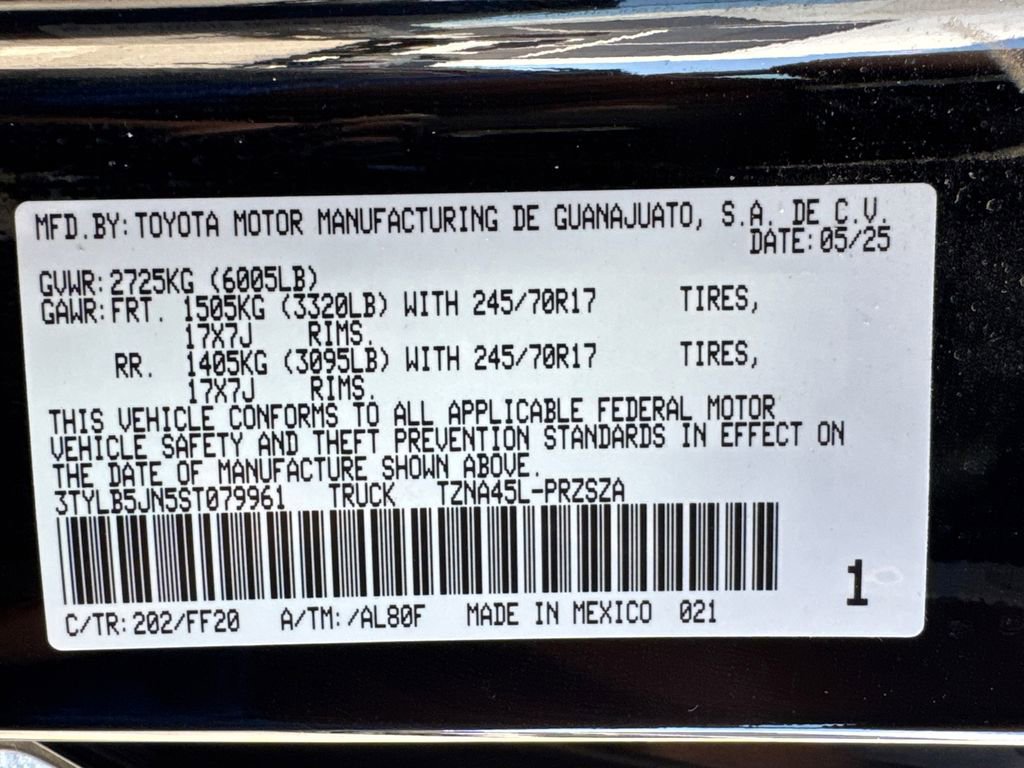 MFD.BY: TOYOTA MOTOR MANUFACTURING DE GUANAJUATO, S.A. DE C.V.
DATE: 05/25
GVWR: 2725KG (6005LB)
GAWR: FRT. 1505KG (3320LB) WITH 245/70R17 TIRES,
17X7J RIMS.
RR. 1405KG (3095LB) WITH 245/70R17 TIRES,
17X7J RIMS.
THIS VEHICLE CONFORMS TO ALL APPLICABLE FEDERAL MOTOR
VEHICLE SAFETY AND THEFT PREVENTION STANDARDS IN EFFECT ON
THE DATE OF MANUFACTURE SHOWN ABOVE.
3TYLB5JN5ST079961 TRUCK TZNA45L-PRZSZA
1
C/TR: 202/FF20 A/TM: /AL80F MADE IN MEXICO 021